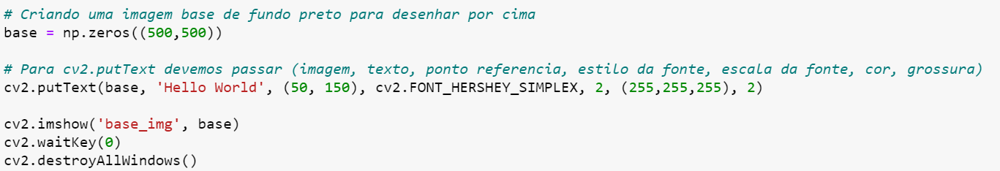 # Criando uma imagem base de fundo preto para desenhar por cima
base = np.zeros((500,500))
# Para cv2.putText devemos passar (imagem, texto, ponto referencia, estilo da fonte, escala da fonte, cor, grossura)
cv2.putText(base, 'Hello World', (50, 150), cv2.FONT_HERSHEY_SIMPLEX, 2, (255,255,255), 2)
cv2.imshow('base_img', base)
cv2.waitKey(0)
cv2.destroyAllWindows()